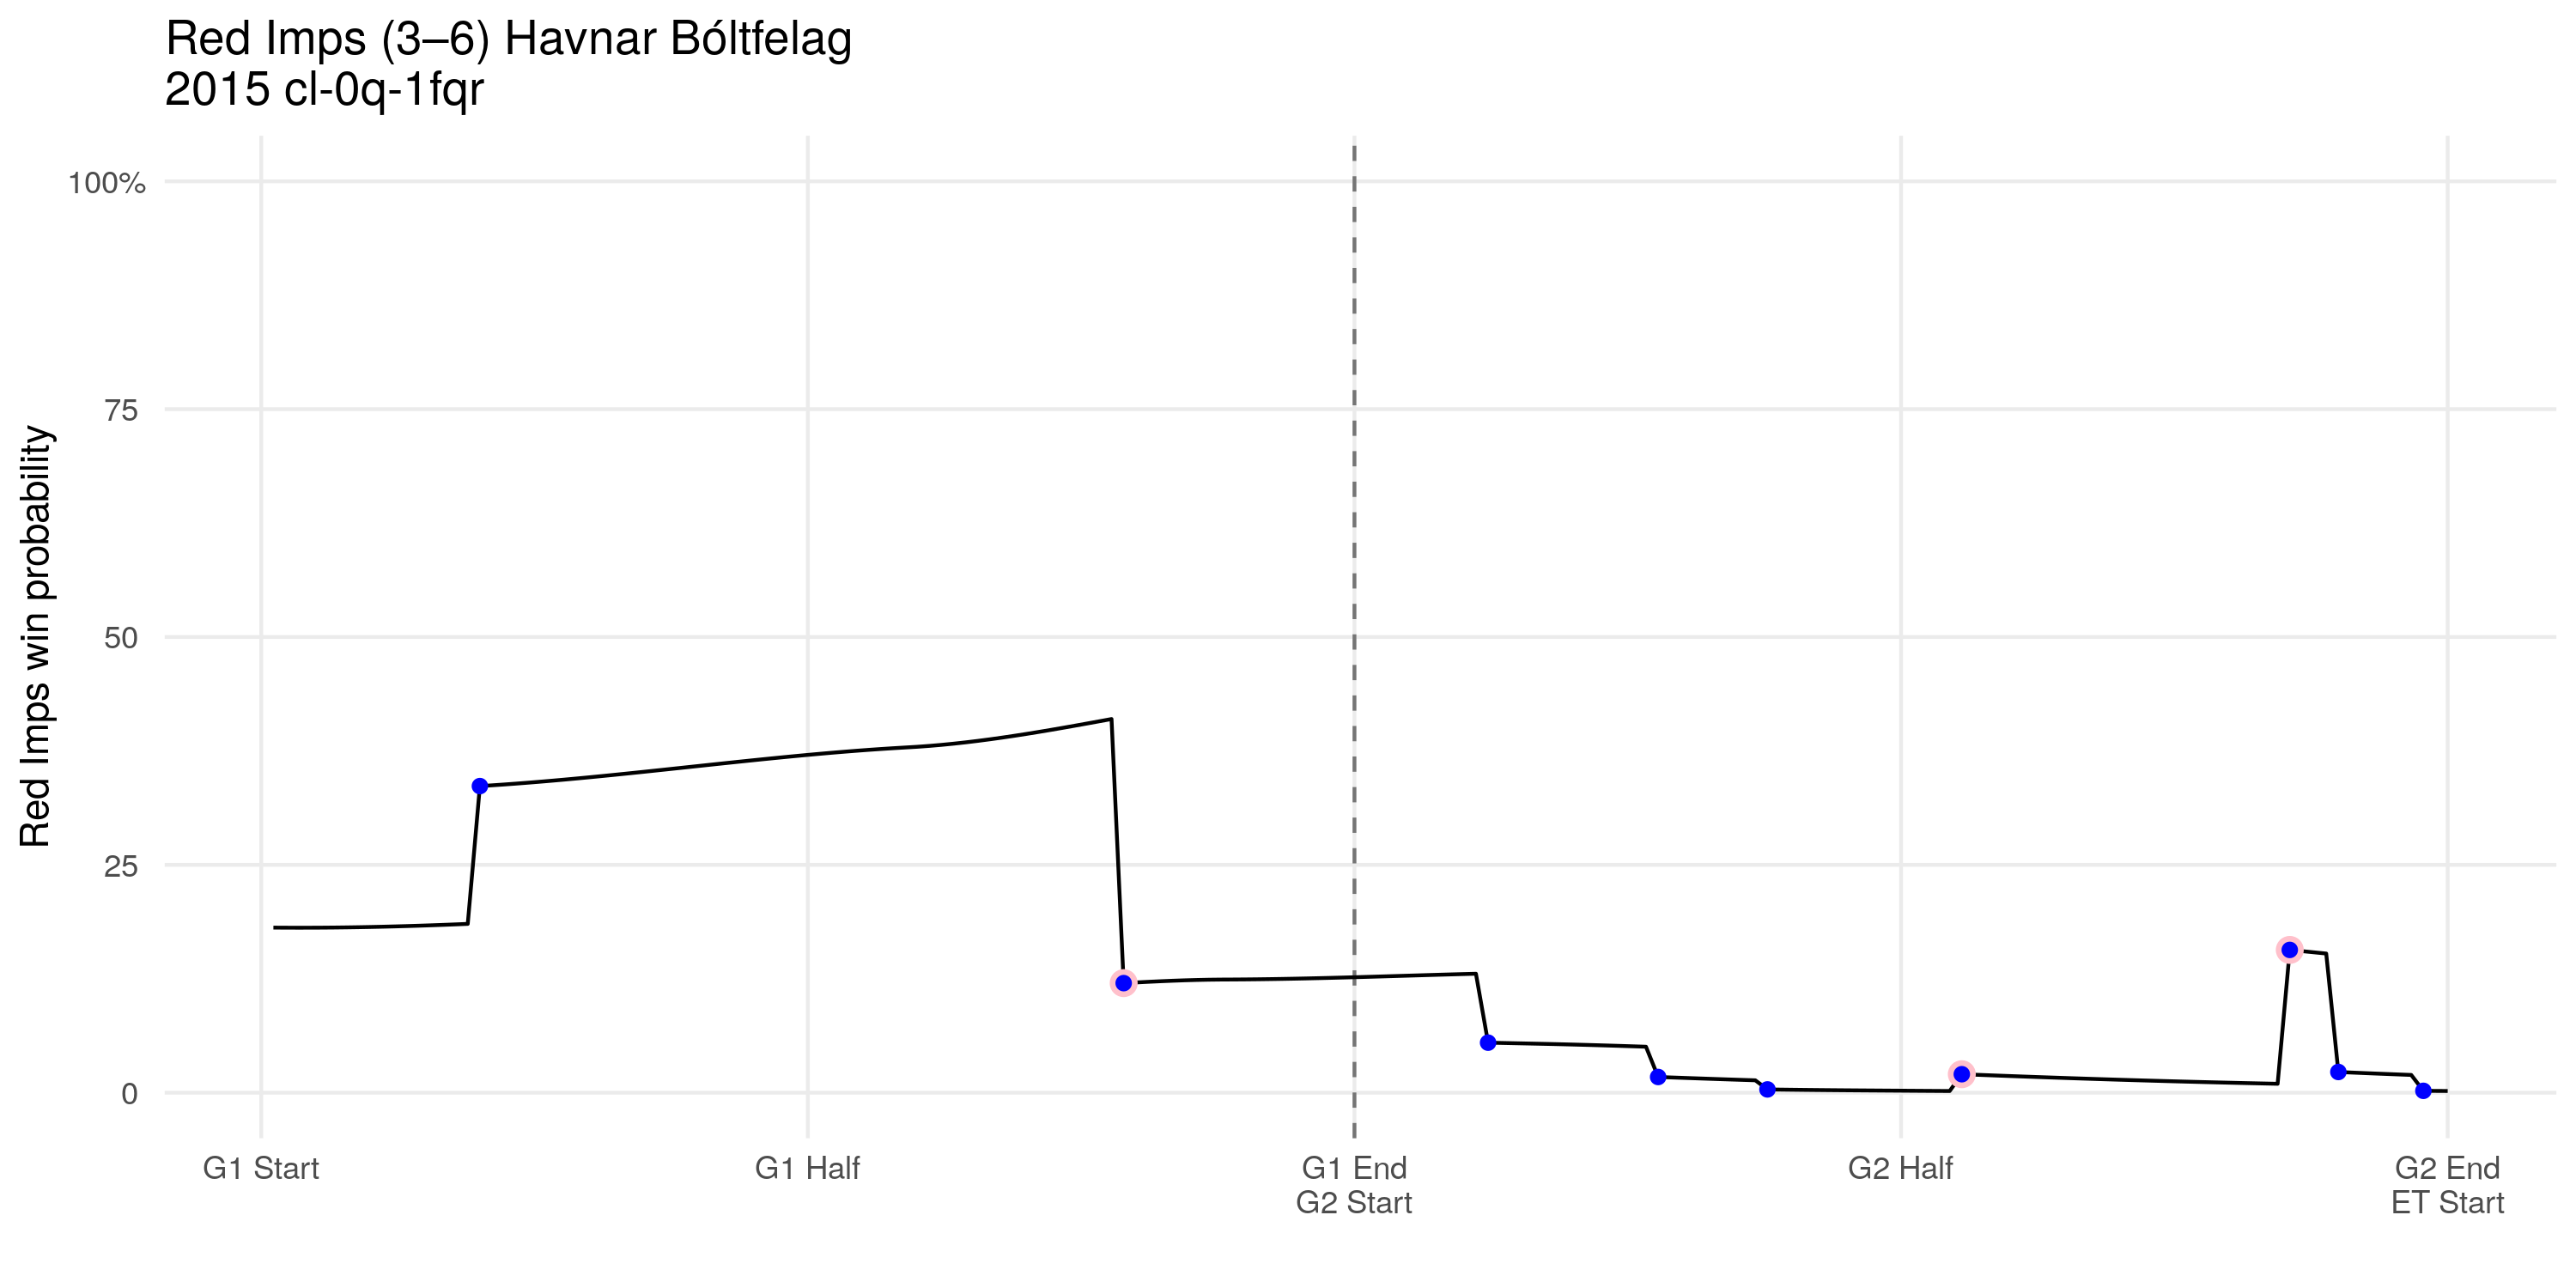 Red Imps (3–6) Havnar Bóltfelag
2015 cl-0q-1fqr
Red Imps win probability
100%
75
50
25
0
G1 Start
G1 Half
G1 End
G2 Start
G2 Half
G2 End
ET Start